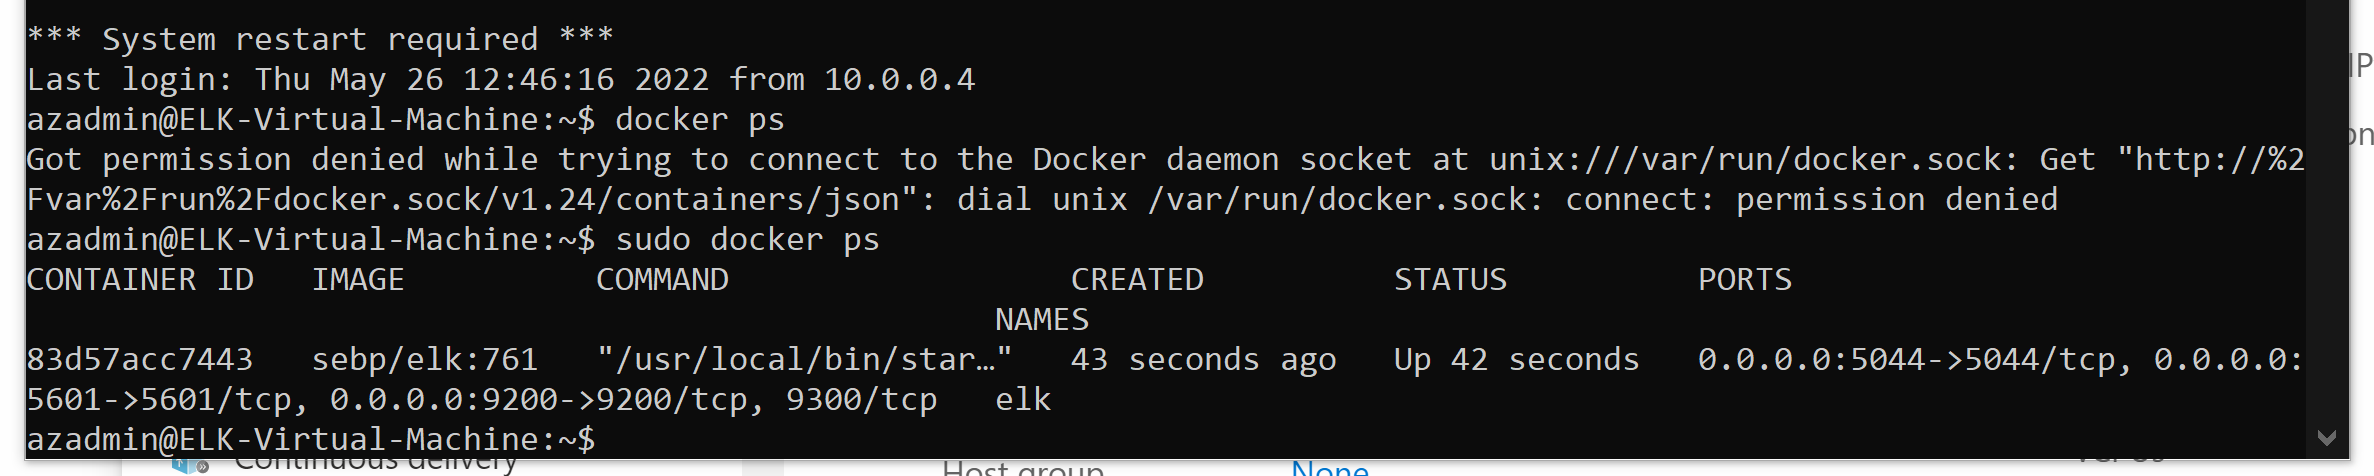 *** System restart required ***
Last login: Thu May 26 12:46:16 2022 from 10.0.0.4
azadmin@ELK-Virtual-Machine:~$ docker ps
Got permission denied while trying to connect to the Docker daemon socket at unix:///var/run/docker.sock: Get "http://%2
Fvar%2Frun%2Fdocker.sock/v1.24/containers/json": dial unix /var/run/docker.sock: connect: permission denied
azadmin@ELK-Virtual-Machine:~$ sudo docker ps
CONTAINER ID   IMAGE          COMMAND                  CREATED          STATUS          PORTS
NAMES
83d57acc7443   sebp/elk:761   "/usr/local/bin/star…"   43 seconds ago   Up 42 seconds   0.0.0.0:5044->5044/tcp, 0.0.0.0:
5601->5601/tcp, 0.0.0.0:9200->9200/tcp, 9300/tcp   elk
azadmin@ELK-Virtual-Machine:~$
Continuous delivery
Host group
None
IP